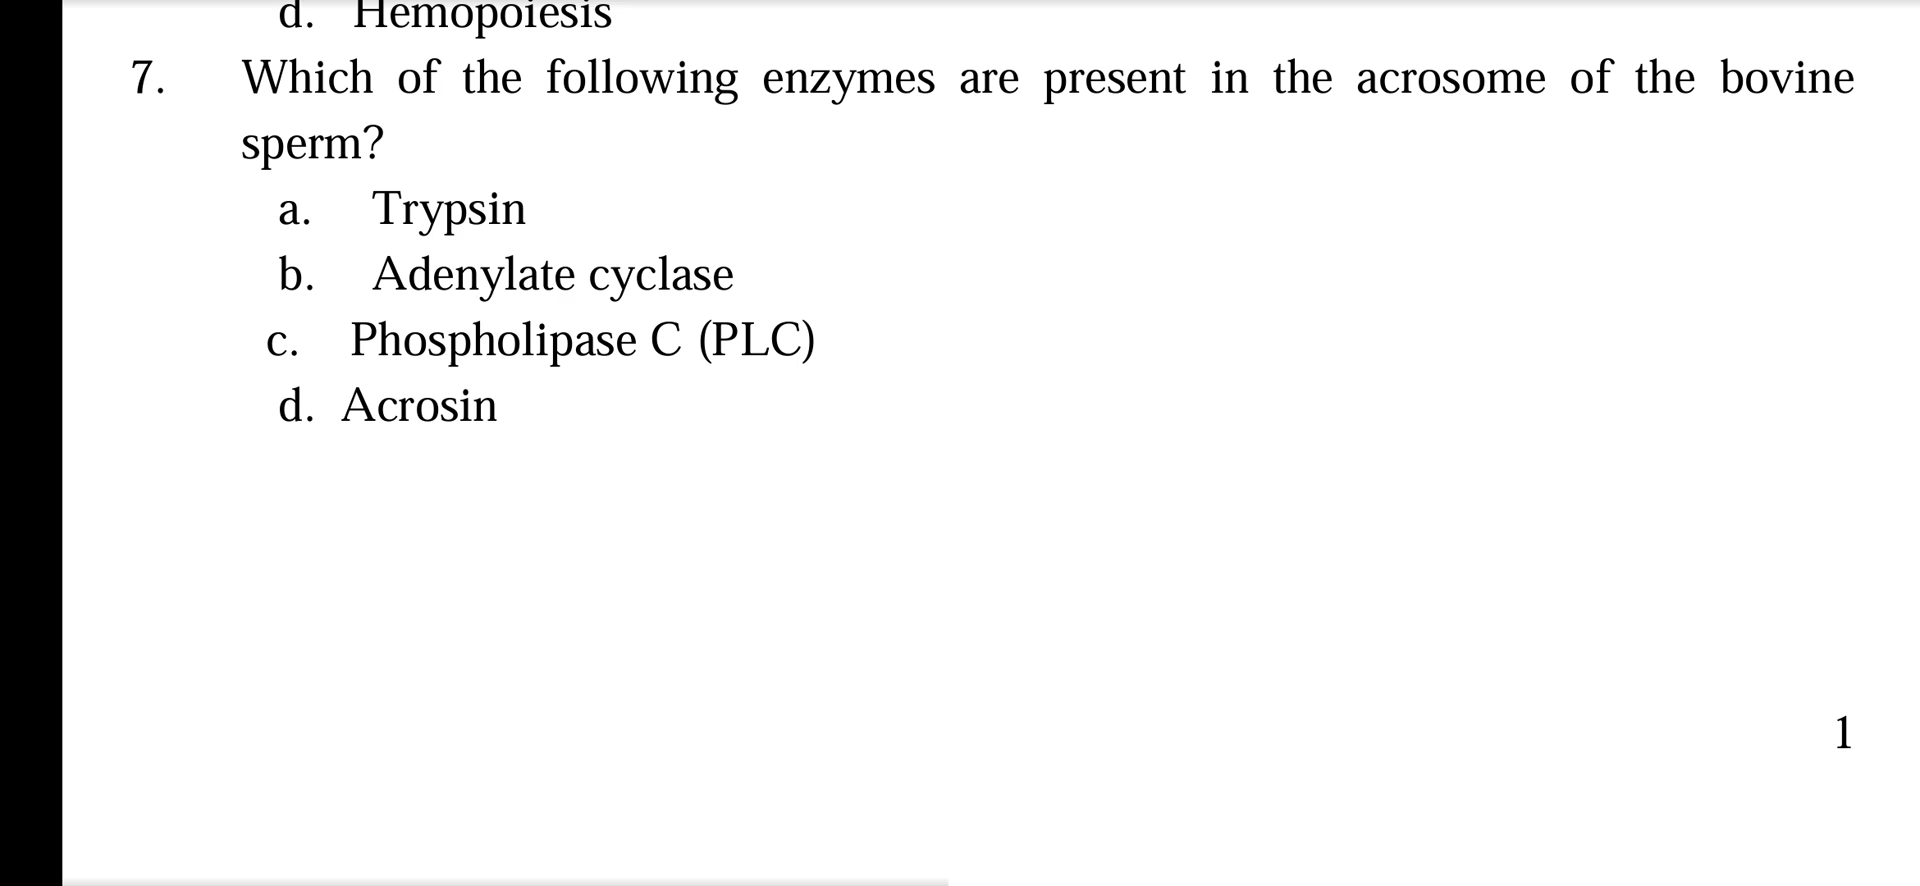 d. Hemopoiesis
7. Which of the following enzymes are present in the acrosome of the bovine
sperm?
a. Trypsin
b. Adenylate cyclase
c. Phospholipase C (PLC)
d. Acrosin
1